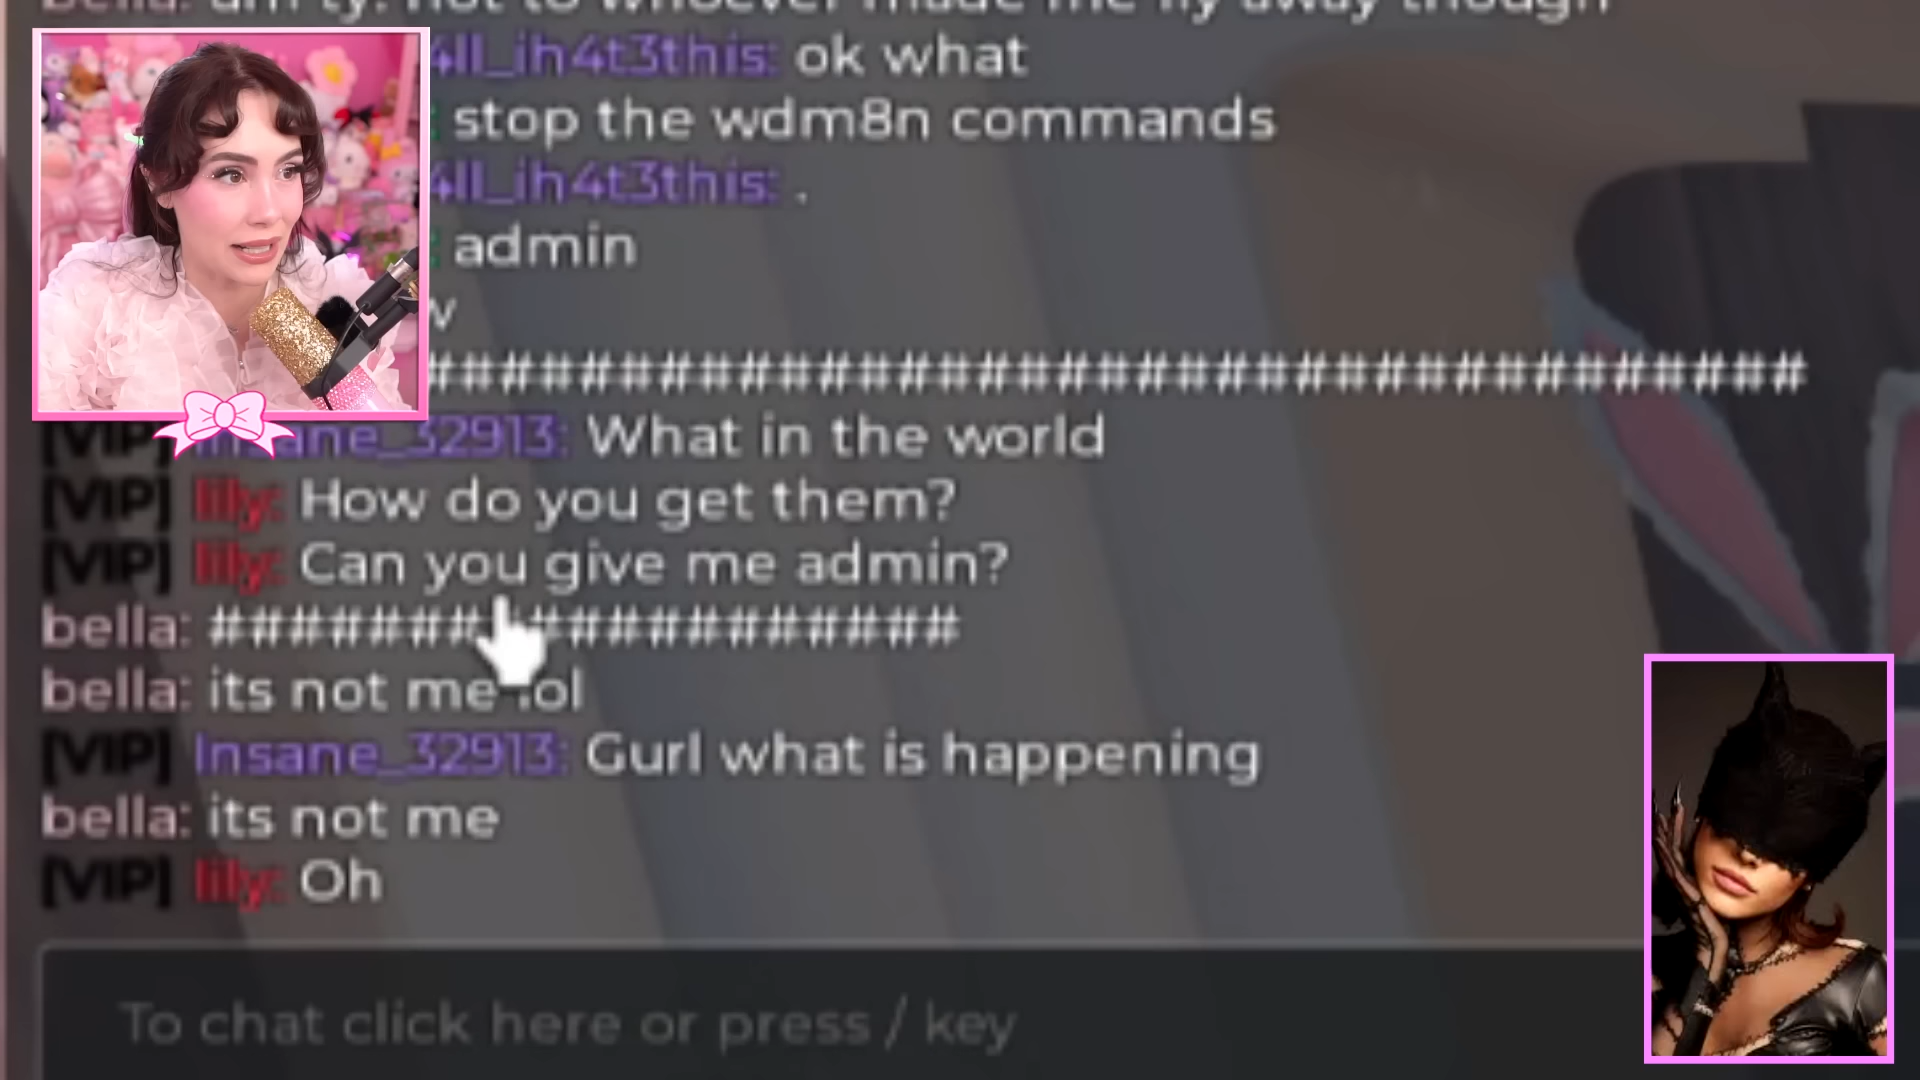 4ll_ih4t3this: ok what
stop the wdm8n commands
4ll_ih4t3this: .
admin
###################################
[VIP] Insane_32913: What in the world
[VIP] lily: How do you get them?
[VIP] lily: Can you give me admin?
bella: ###################
bella: its not me lol
[VIP] Insane_32913: Gurl what is happening
bella: its not me
[VIP] lily: Oh
To chat click here or press / key